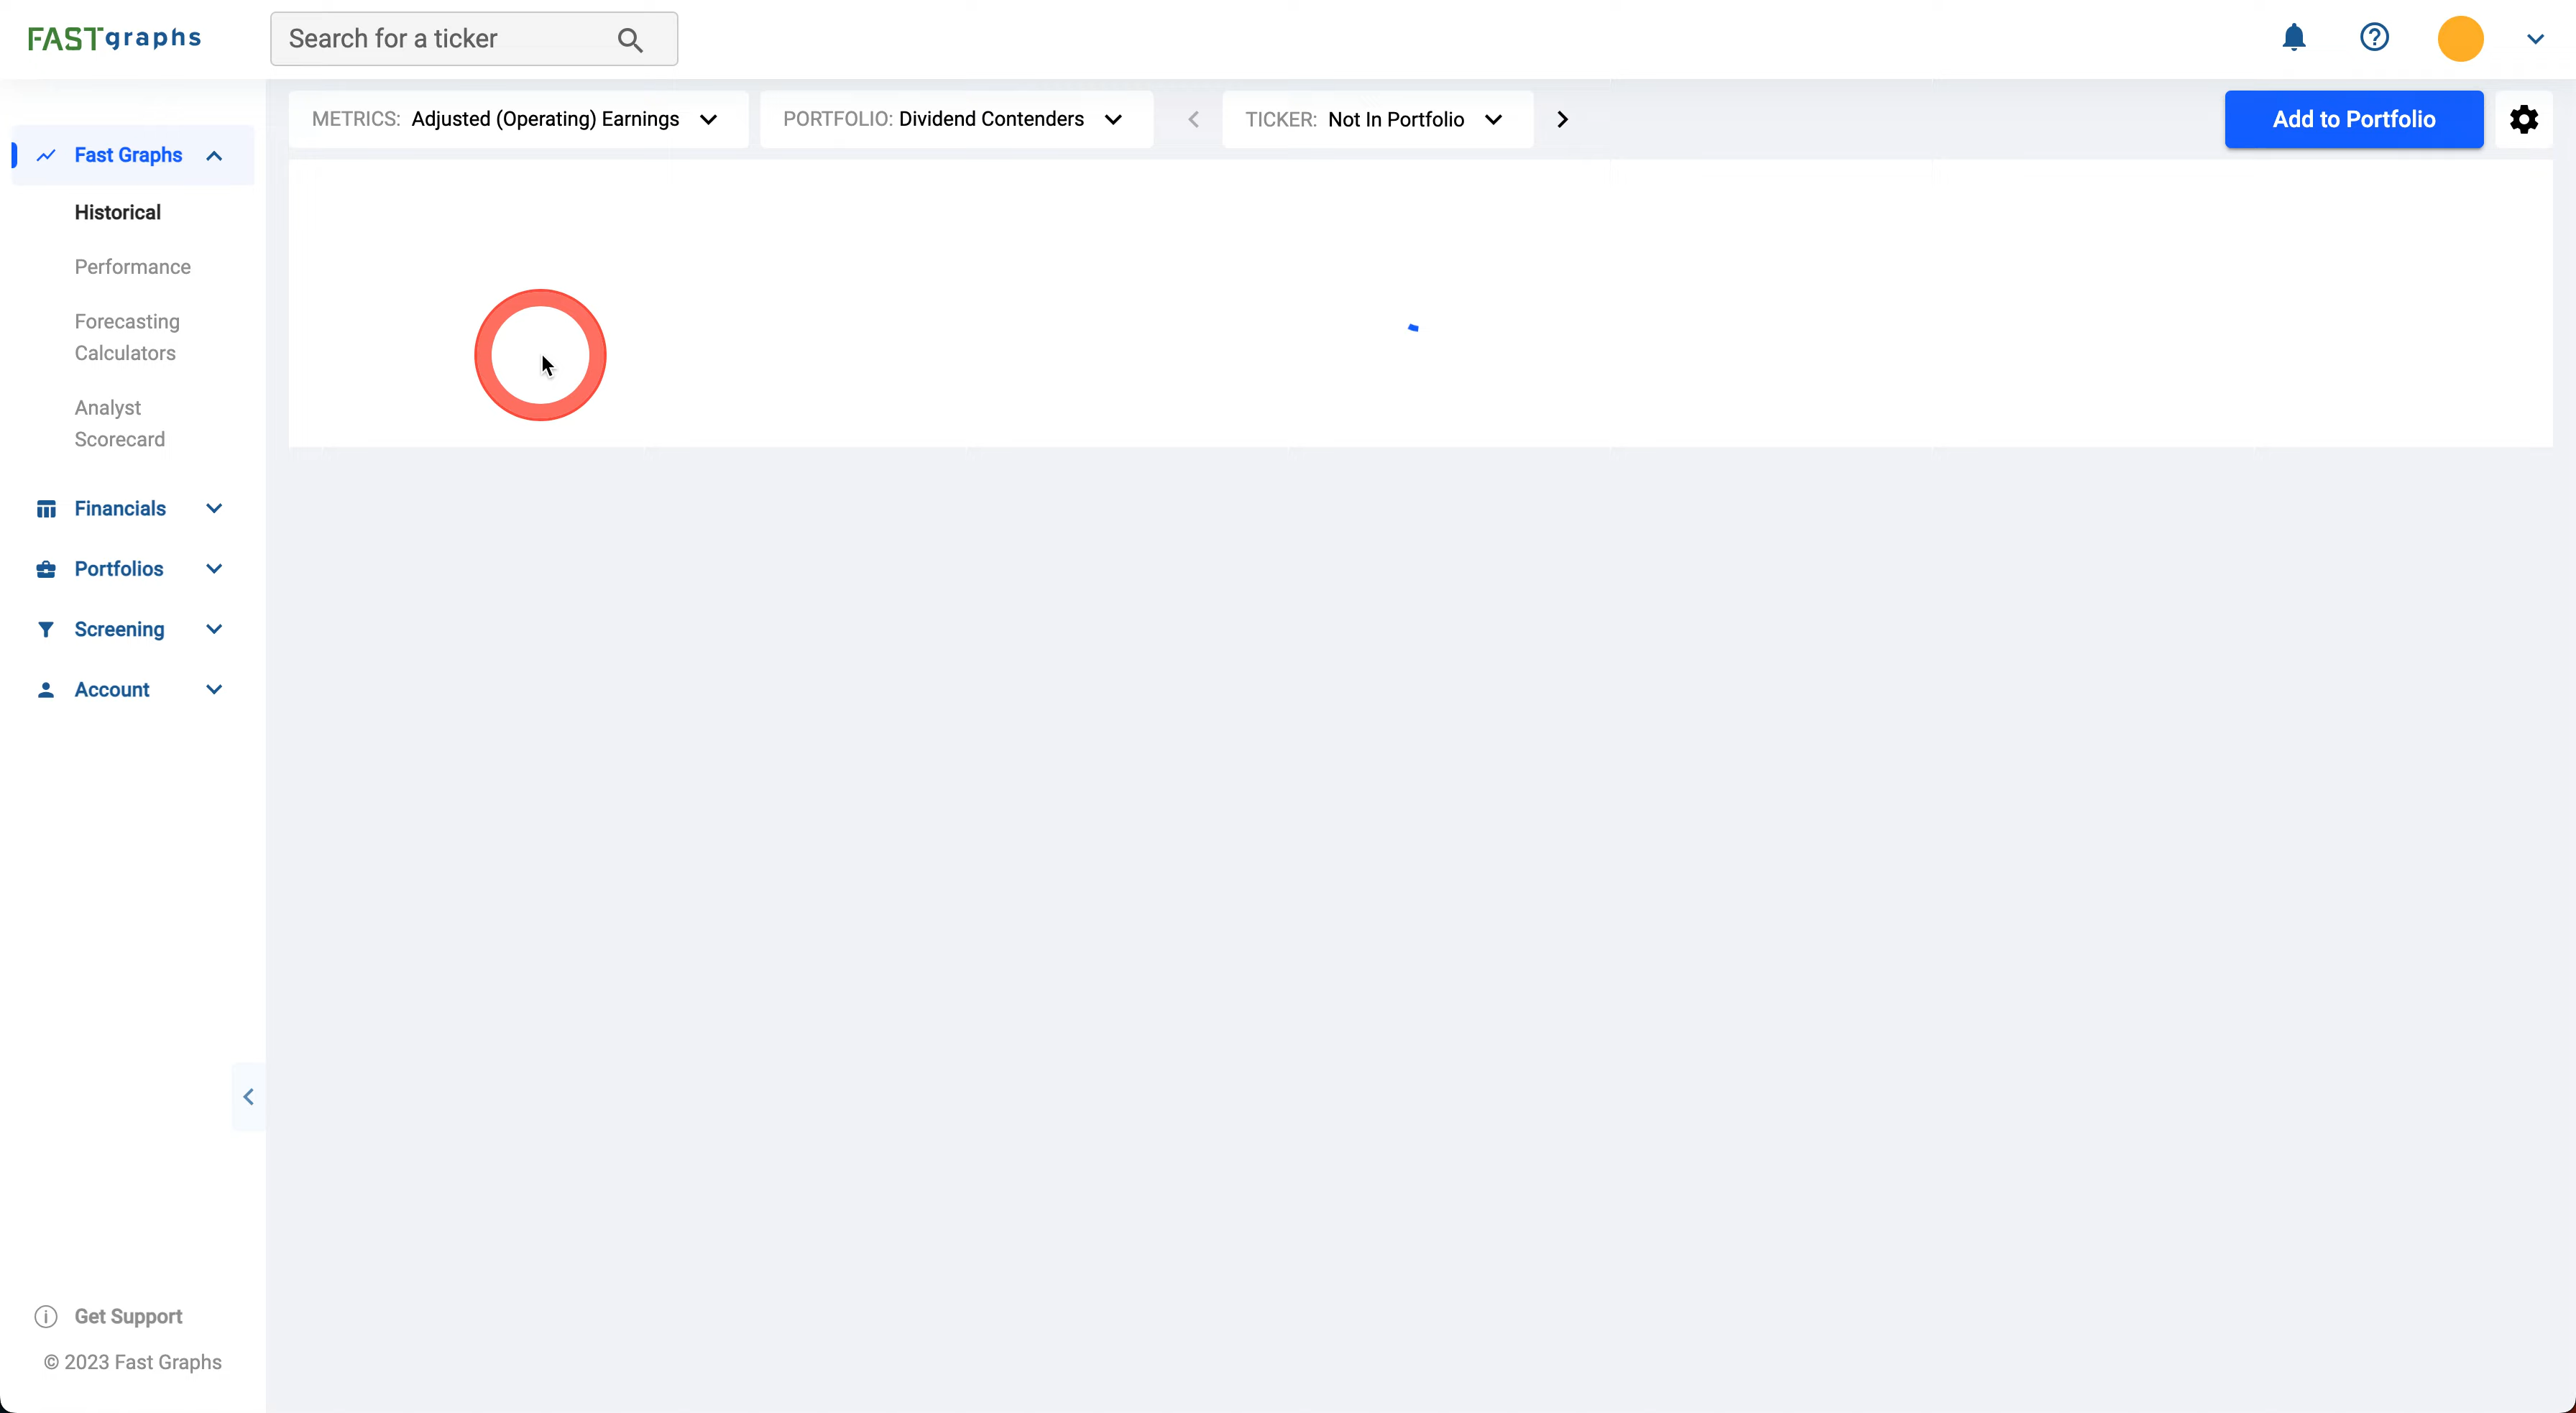 FASTgraphs
Search for a ticker
METRICS: Adjusted (Operating) Earnings
PORTFOLIO: Dividend Contenders
TICKER: Not In Portfolio
Add to Portfolio
Fast Graphs
Historical
Performance
Forecasting
Calculators
Analyst
Scorecard
Financials
Portfolios
Screening
Account
Get Support
© 2023 Fast Graphs